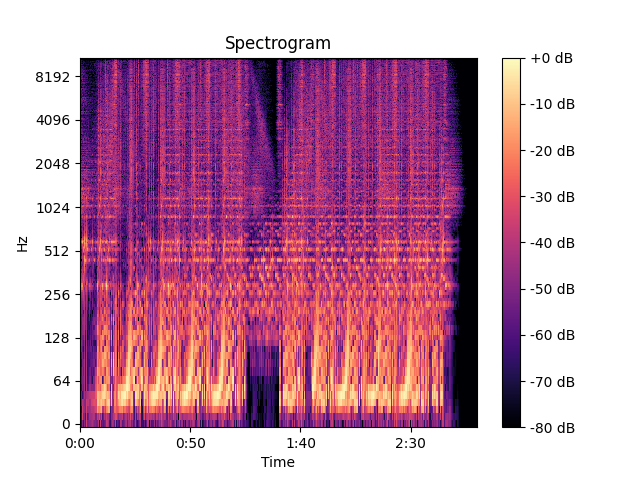 Spectrogram
Hz
8192
4096
2048
1024
512
256
128
64
0
0:00
0:50
1:40
2:30
Time
+0 dB
-10 dB
-20 dB
-30 dB
-40 dB
-50 dB
-60 dB
-70 dB
-80 dB